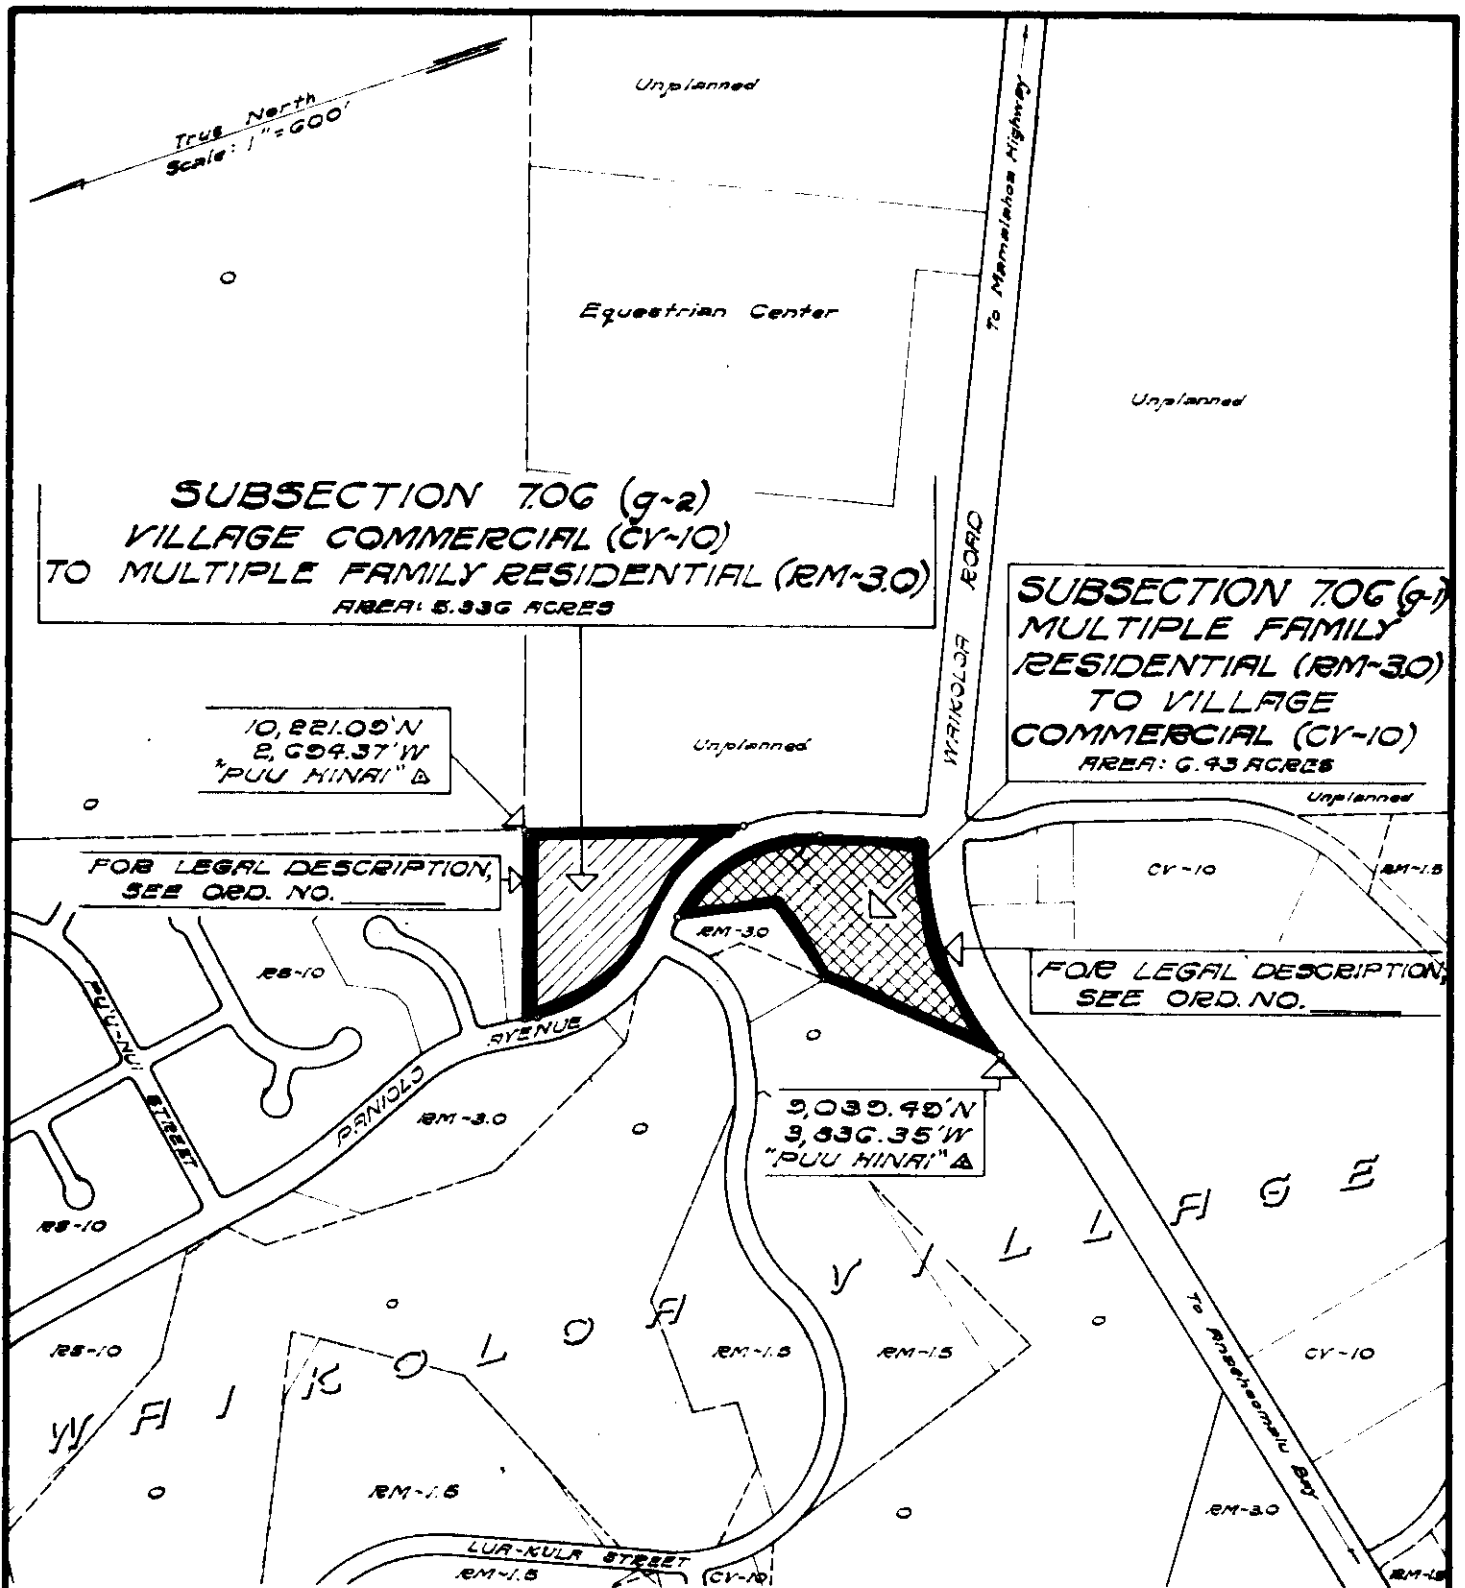 True North
Scale: 1"=600'
Unplanned
To Mamalahoa Highway
Equestrian Center
Unplanned
SUBSECTION 7.06 (g-2)
VILLAGE COMMERCIAL (CV-10)
TO MULTIPLE FAMILY RESIDENTIAL (RM-3.0)
AREA: 5.336 ACRES
WAIKOLOA ROAD
SUBSECTION 7.06 (g-1)
MULTIPLE FAMILY
RESIDENTIAL (RM-3.0)
TO VILLAGE
COMMERCIAL (CV-10)
AREA: 6.43 ACRES
10,221.09'N
2,694.37'W
"PUU HINAI"
Unplanned
Unplanned
FOR LEGAL DESCRIPTION,
SEE ORD. NO.
CV-10
RM-1.5
RM-3.0
RS-10
FOR LEGAL DESCRIPTION,
SEE ORD. NO.
PU'U-NUI STREET
PANIOLO AVENUE
RM-3.0
9,039.49'N
3,336.35'W
"PUU HINAI"
RS-10
WAIKOLOA VILLAGE
RS-10
RM-1.5
RM-1.5
CV-10
To Anaehoomalu Bay
RM-1.5
RM-3.0
LUA-KULA STREET
RM-1.5
CV-10
RM-1.5